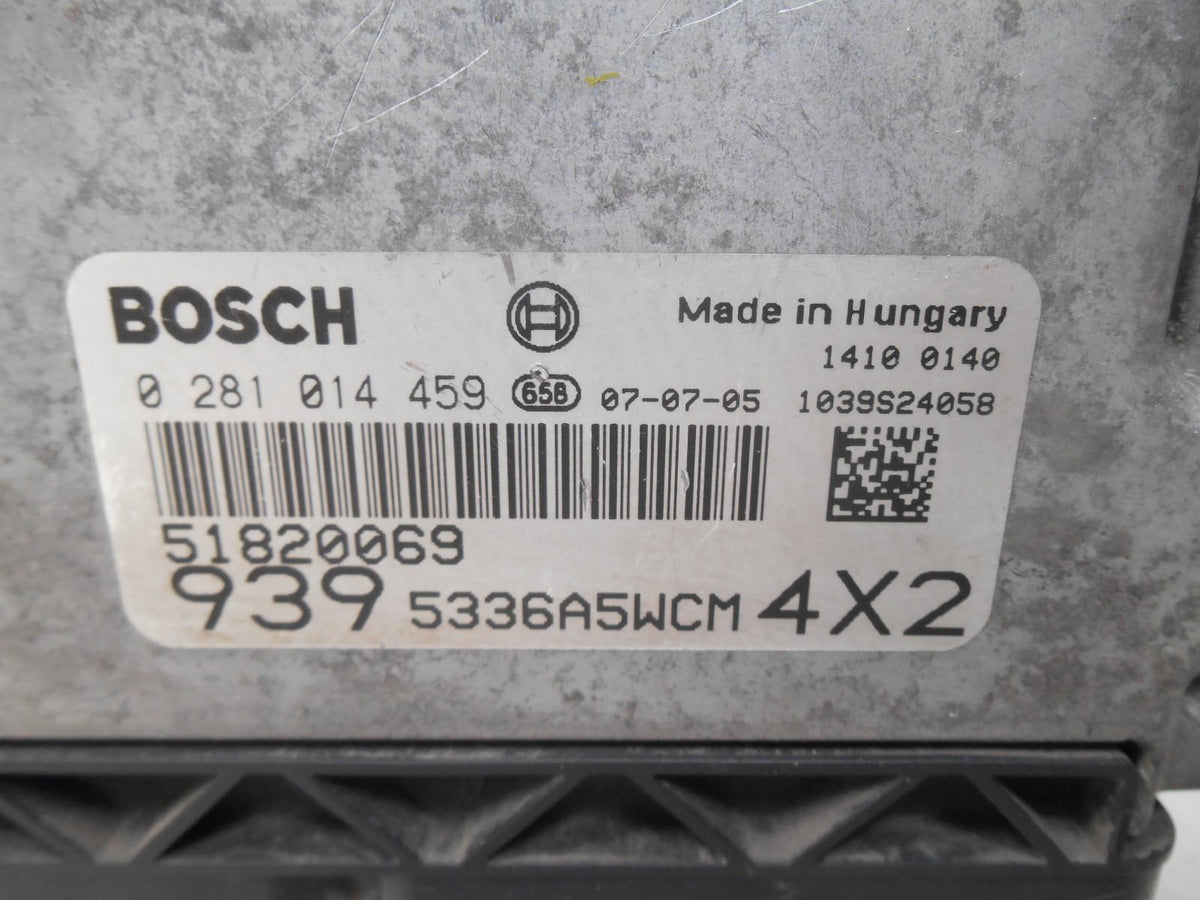 BOSCH Made in Hungary
1410 0140
0 281 014 459 658 07-07-05 1039S24058
51820069
939 5336A5WCM 4X2